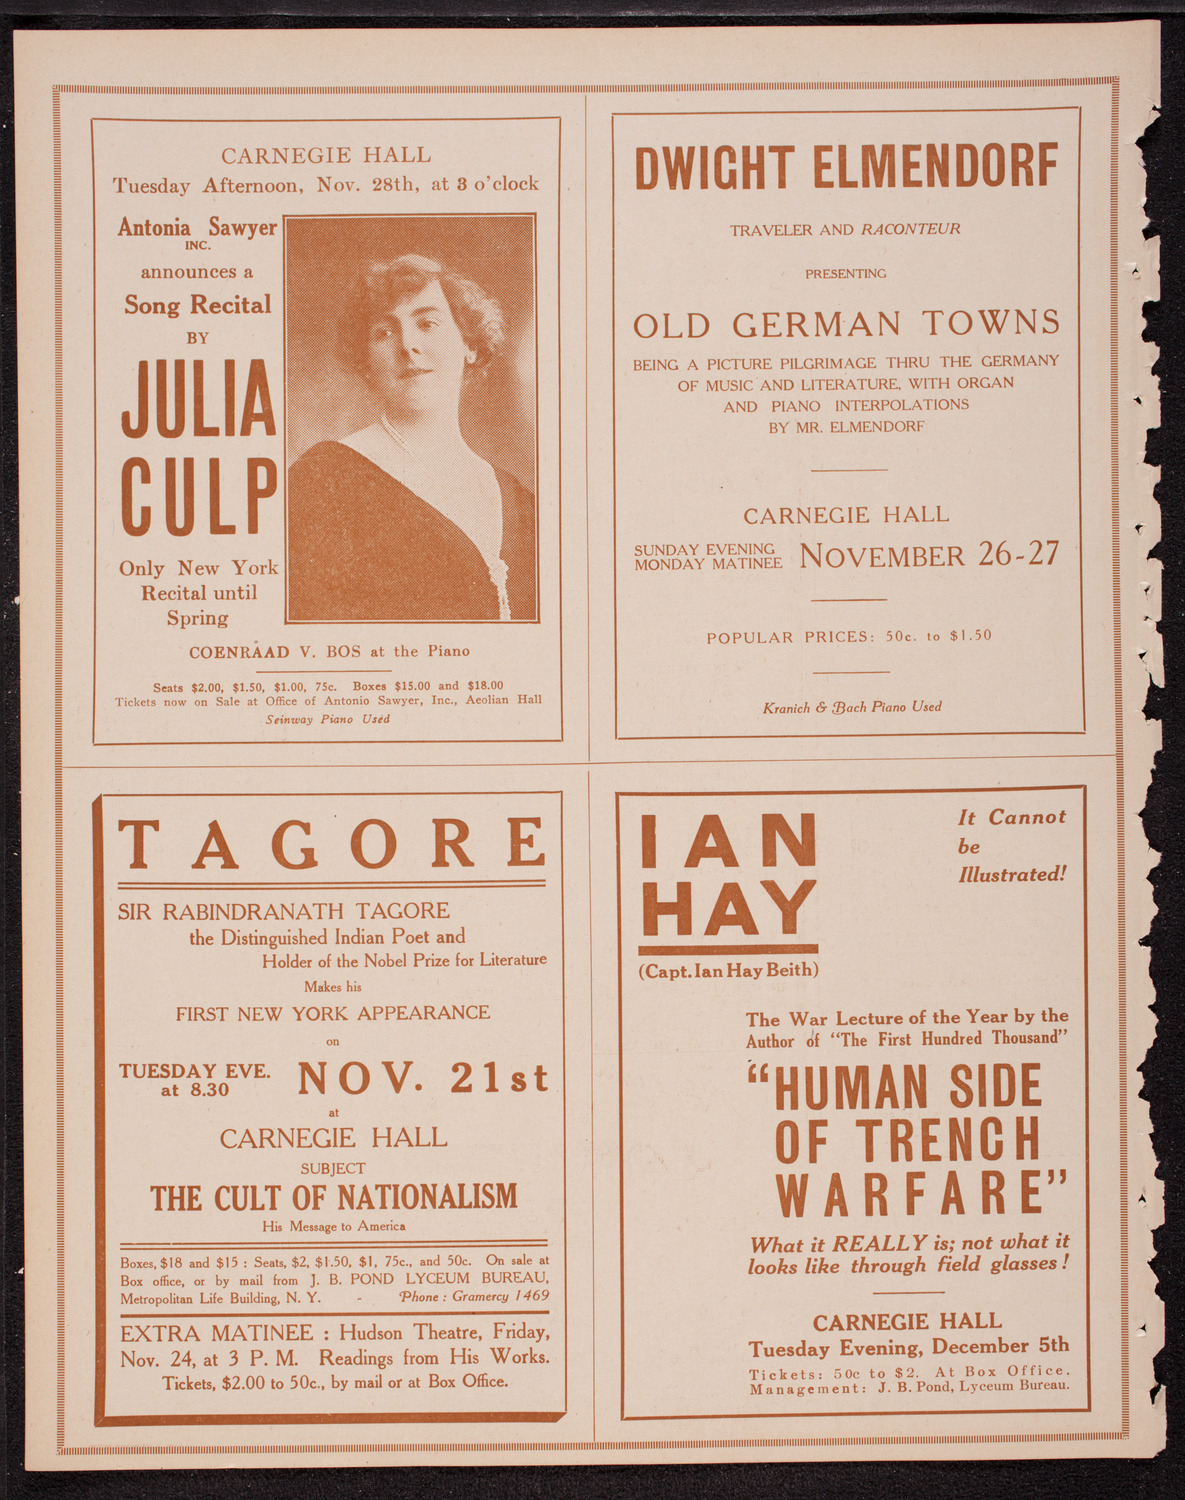 CARNEGIE HALL
Tuesday Afternoon, Nov. 28th, at 3 o'clock
Antonia Sawyer
INC.
announces a
Song Recital
BY
JULIA
CULP
Only New York
Recital until
Spring
COENRAAD V. BOS at the Piano
Seats $2.00, $1.50, $1.00, 75c. Boxes $15.00 and $18.00
Tickets now on Sale at Office of Antonio Sawyer, Inc., Aeolian Hall
Seinway Piano Used
DWIGHT ELMENDORF
TRAVELER AND RACONTEUR
PRESENTING
OLD GERMAN TOWNS
BEING A PICTURE PILGRIMAGE THRU THE GERMANY
OF MUSIC AND LITERATURE, WITH ORGAN
AND PIANO INTERPOLATIONS
BY MR. ELMENDORF
CARNEGIE HALL
SUNDAY EVENING
MONDAY MATINEE NOVEMBER 26-27
POPULAR PRICES: 50c. to $1.50
Kranich & Bach Piano Used
TAGORE
SIR RABINDRANATH TAGORE
the Distinguished Indian Poet and
Holder of the Nobel Prize for Literature
Makes his
FIRST NEW YORK APPEARANCE
on
TUESDAY EVE.
at 8.30 NOV. 21st
at
CARNEGIE HALL
SUBJECT
THE CULT OF NATIONALISM
His Message to America
Boxes, $18 and $15 : Seats, $2, $1.50, $1, 75c., and 50c. On sale at
Box office, or by mail from J. B. POND LYCEUM BUREAU,
Metropolitan Life Building, N. Y. - Phone : Gramercy 1469
EXTRA MATINEE : Hudson Theatre, Friday,
Nov. 24, at 3 P. M. Readings from His Works.
Tickets, $2.00 to 50c., by mail or at Box Office.
IAN
HAY
(Capt. Ian Hay Beith)
It Cannot
be
Illustrated!
The War Lecture of the Year by the
Author of "The First Hundred Thousand"
"HUMAN SIDE
OF TRENCH
WARFARE"
What it REALLY is; not what it
looks like through field glasses!
CARNEGIE HALL
Tuesday Evening, December 5th
Tickets: 50c to $2. At Box Office.
Management: J. B. Pond, Lyceum Bureau.